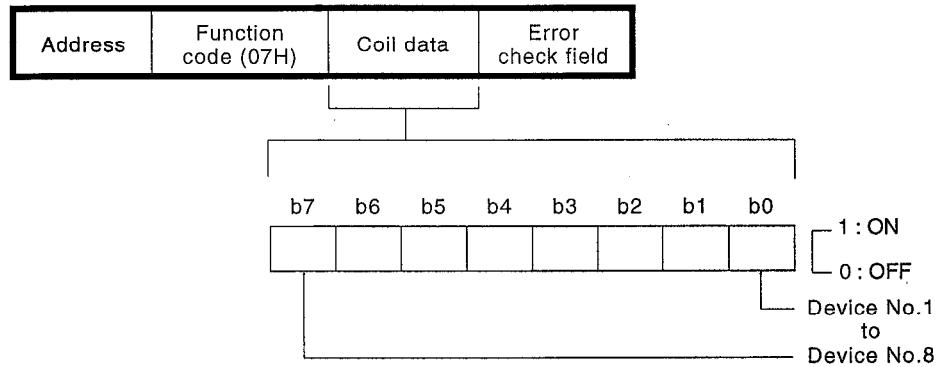 Address
Function
code (07H)
Coil data
Error
check field
b7 b6 b5 b4 b3 b2 b1 b0
1 : ON
0 : OFF
Device No.1
to
Device No.8